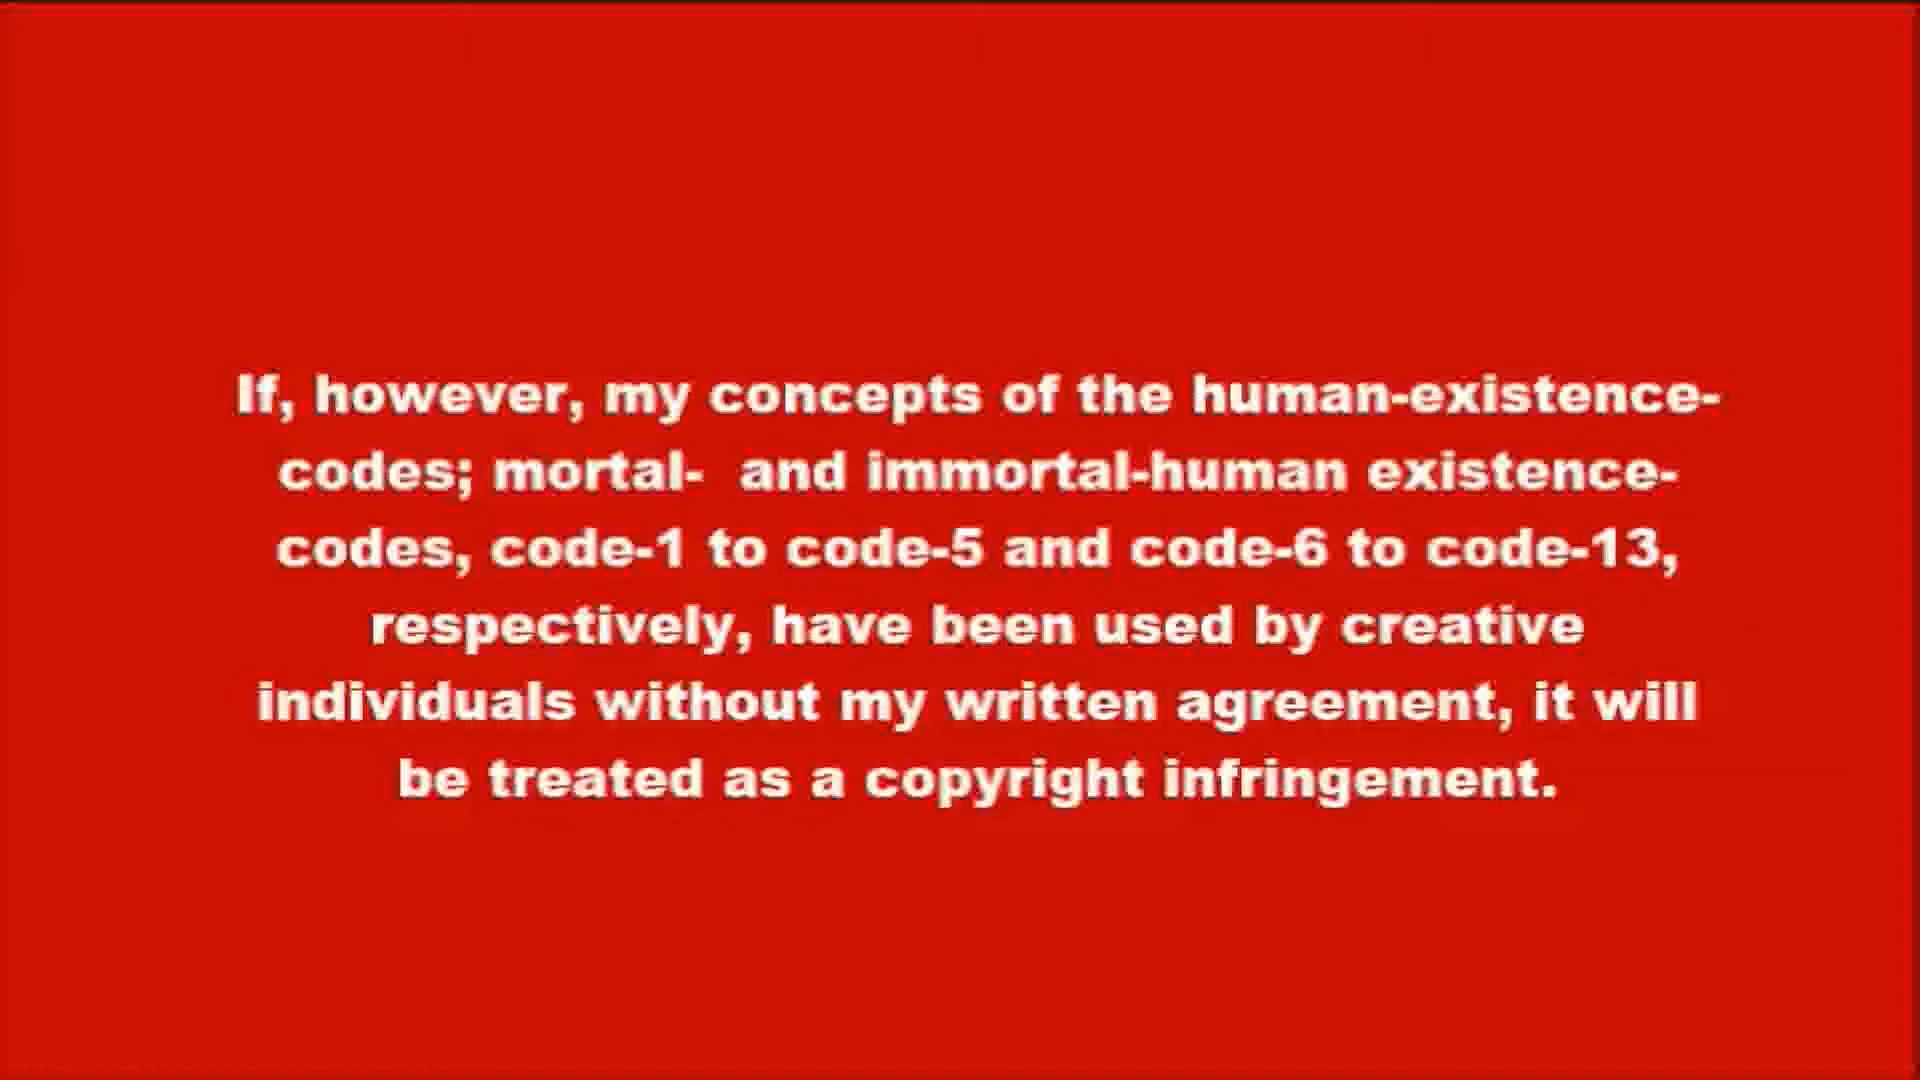 If, however, my concepts of the human-existence-
codes; mortal-  and immortal-human existence-
codes, code-1 to code-5 and code-6 to code-13,
respectively, have been used by creative
individuals without my written agreement, it will
be treated as a copyright infringement.